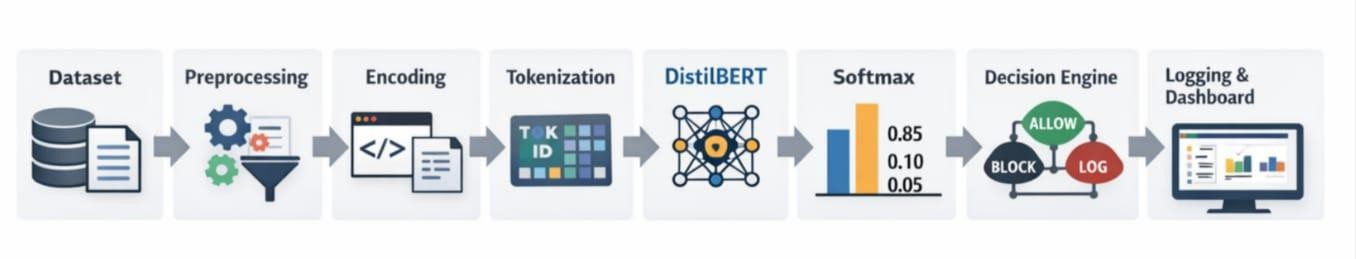 Dataset
Preprocessing
Encoding
Tokenization
DistilBERT
Softmax
Decision Engine
Logging &
Dashboard
</>
TOK
ID
0.85
0.10
0.05
ALLOW
BLOCK
LOG